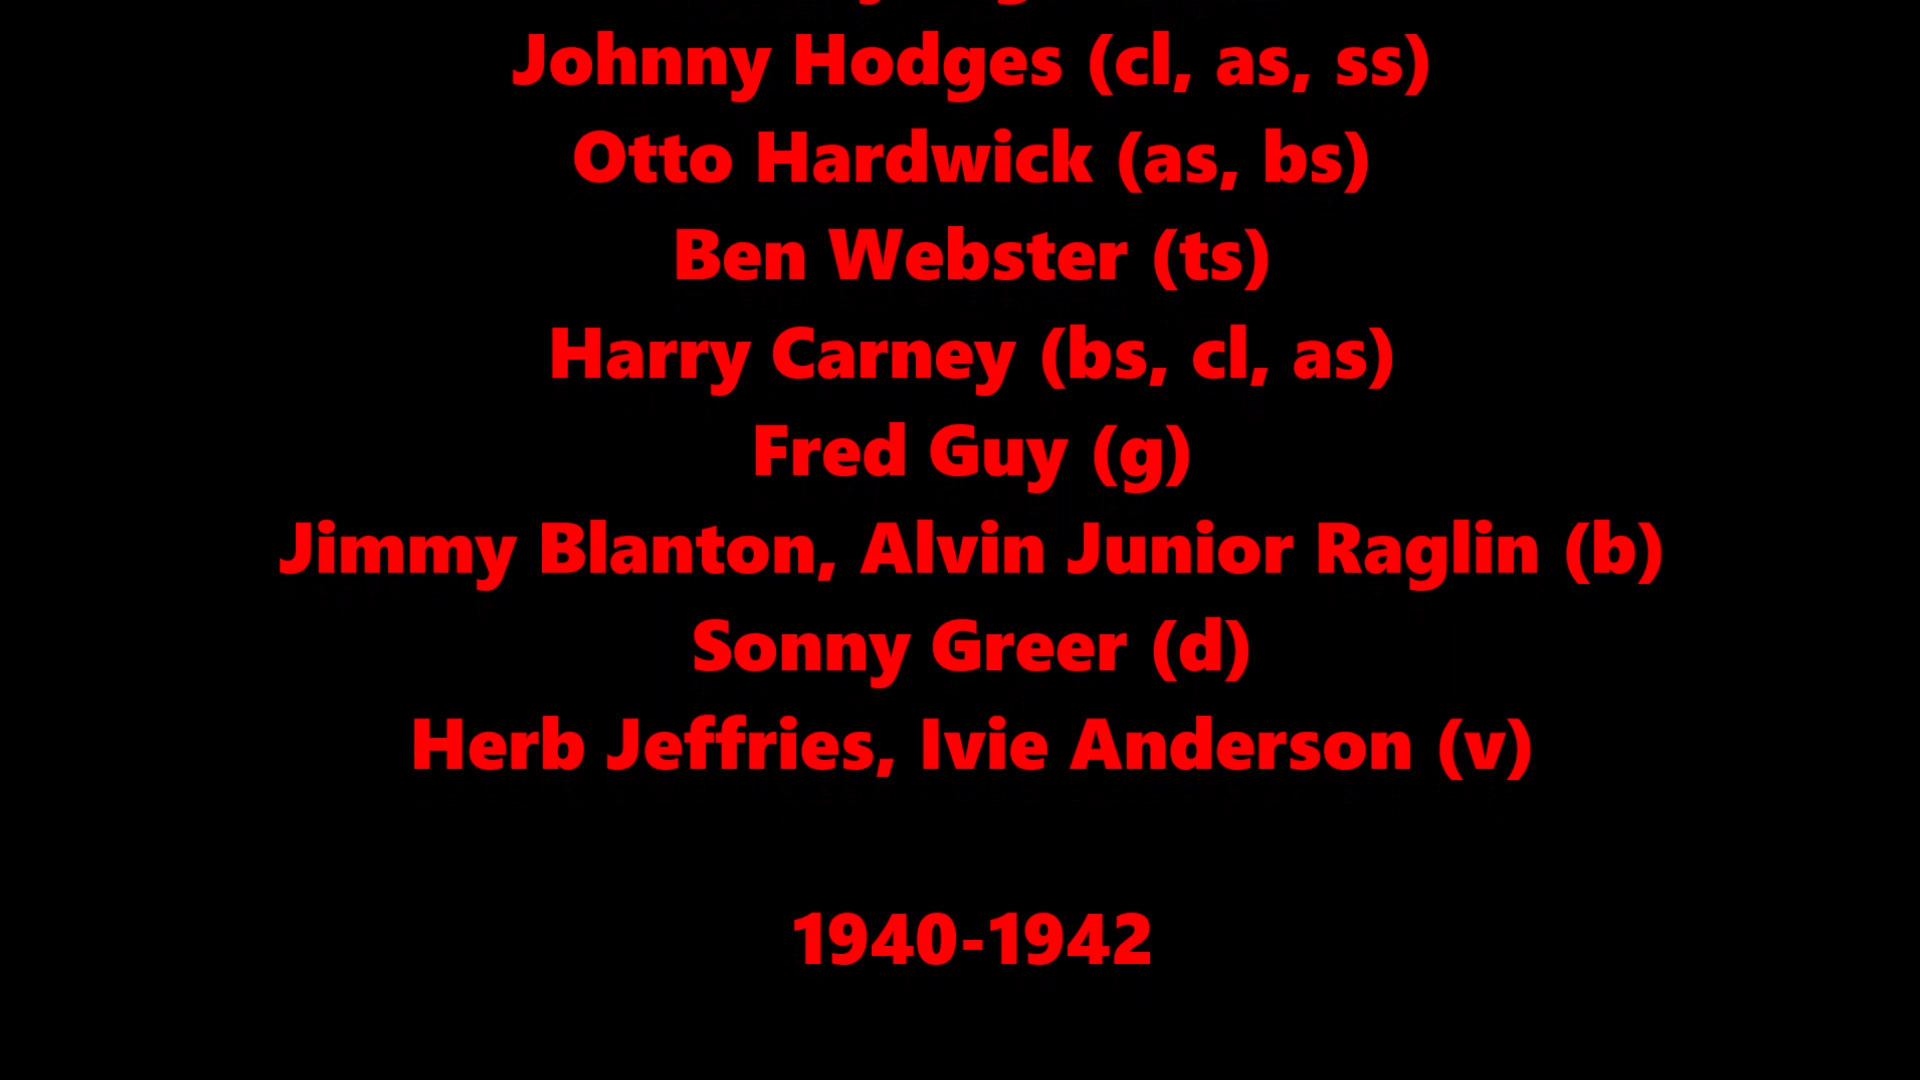 Johnny Hodges (cl, as, ss)
Otto Hardwick (as, bs)
Ben Webster (ts)
Harry Carney (bs, cl, as)
Fred Guy (g)
Jimmy Blanton, Alvin Junior Raglin (b)
Sonny Greer (d)
Herb Jeffries, Ivie Anderson (v)
1940-1942